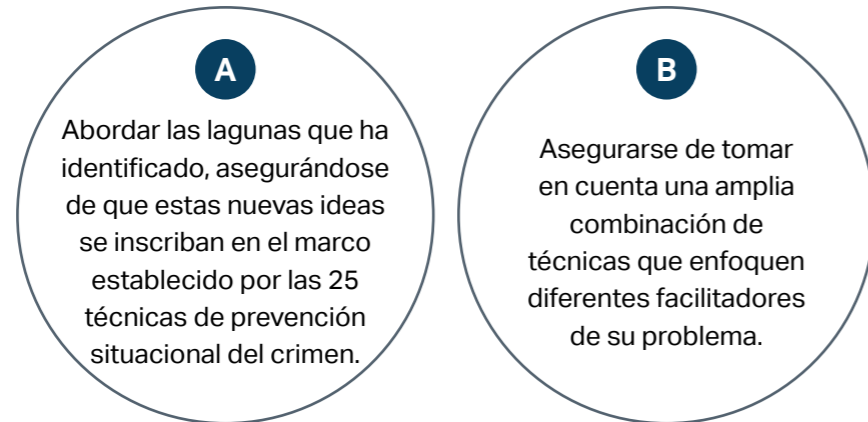 A
Abordar las lagunas que ha
identificado, asegurándose
de que estas nuevas ideas
se inscriban en el marco
establecido por las 25
técnicas de prevención
situacional del crimen.
B
Asegurarse de tomar
en cuenta una amplia
combinación de
técnicas que enfoquen
diferentes facilitadores
de su problema.